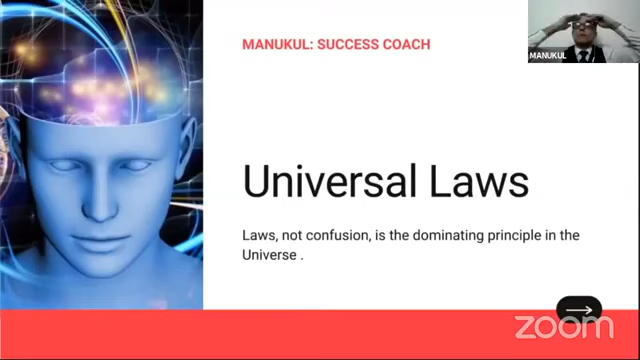 MANUKUL: SUCCESS COACH
MANUKUL
Universal Laws
Laws, not confusion, is the dominating principle in the
Universe .
zoom